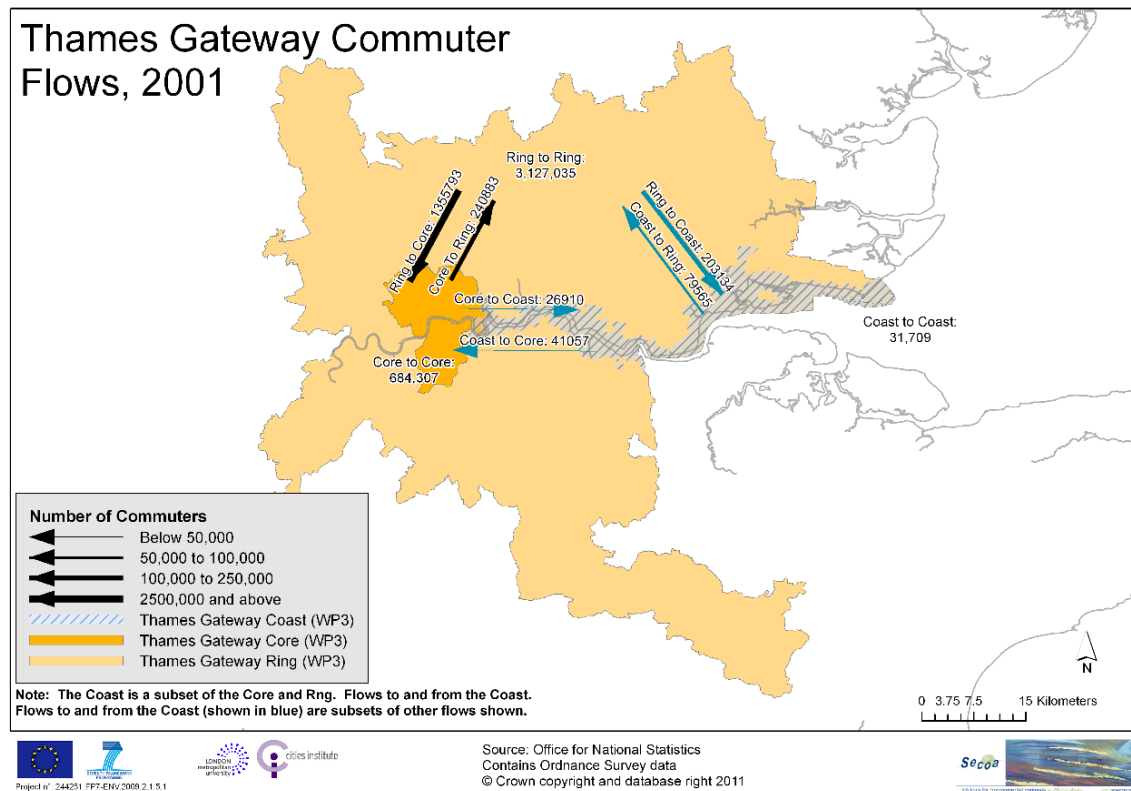 Thames Gateway Commuter
Flows, 2001
Ring to Ring:
3,127,035
Ring to Core: 1355793
Core To Ring: 240883
Ring to Coast: 203134
Coast to Ring: 79565
Core to Coast: 26910
Coast to Core: 41057
Coast to Coast:
31,709
Core to Core:
684,307
Number of Commuters
Below 50,000
50,000 to 100,000
100,000 to 250,000
2500,000 and above
Thames Gateway Coast (WP3)
Thames Gateway Core (WP3)
Thames Gateway Ring (WP3)
N
Note: The Coast is a subset of the Core and Rng. Flows to and from the Coast.
Flows to and from the Coast (shown in blue) are subsets of other flows shown.
0 3.75 7.5 15 Kilometers
SEVENTH FRAMEWORK
PROGRAMME
Project n°: 244251 FP7-ENV.2009.2.1.5.1
LONDON
metropolitan
university
cities institute
Source: Office for National Statistics
Contains Ordnance Survey data
© Crown copyright and database right 2011
Secoa